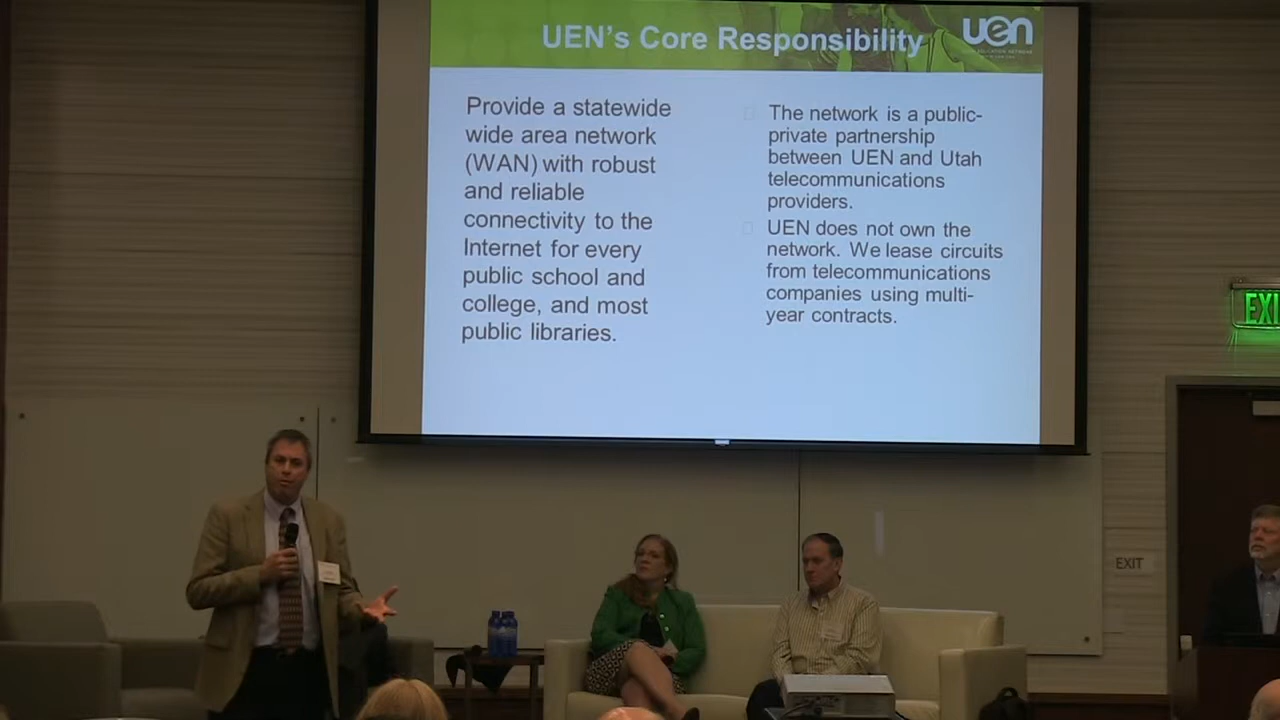 UEN's Core Responsibility
uen
Provide a statewide
wide area network
(WAN) with robust
and reliable
connectivity to the
Internet for every
public school and
college, and most
public libraries.
The network is a public-
private partnership
between UEN and Utah
telecommunications
providers.
UEN does not own the
network. We lease circuits
from telecommunications
companies using multi-
year contracts.
EXI
EXIT